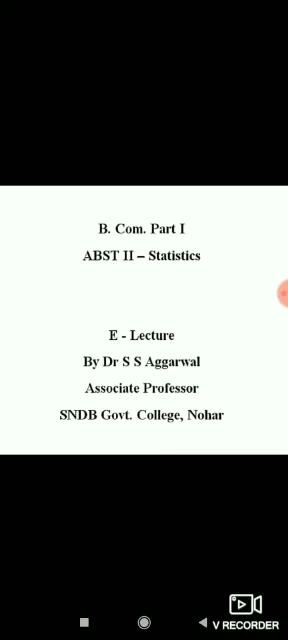 B. Com. Part I
ABST II – Statistics
E - Lecture
By Dr S S Aggarwal
Associate Professor
SNDB Govt. College, Nohar
V RECORDER